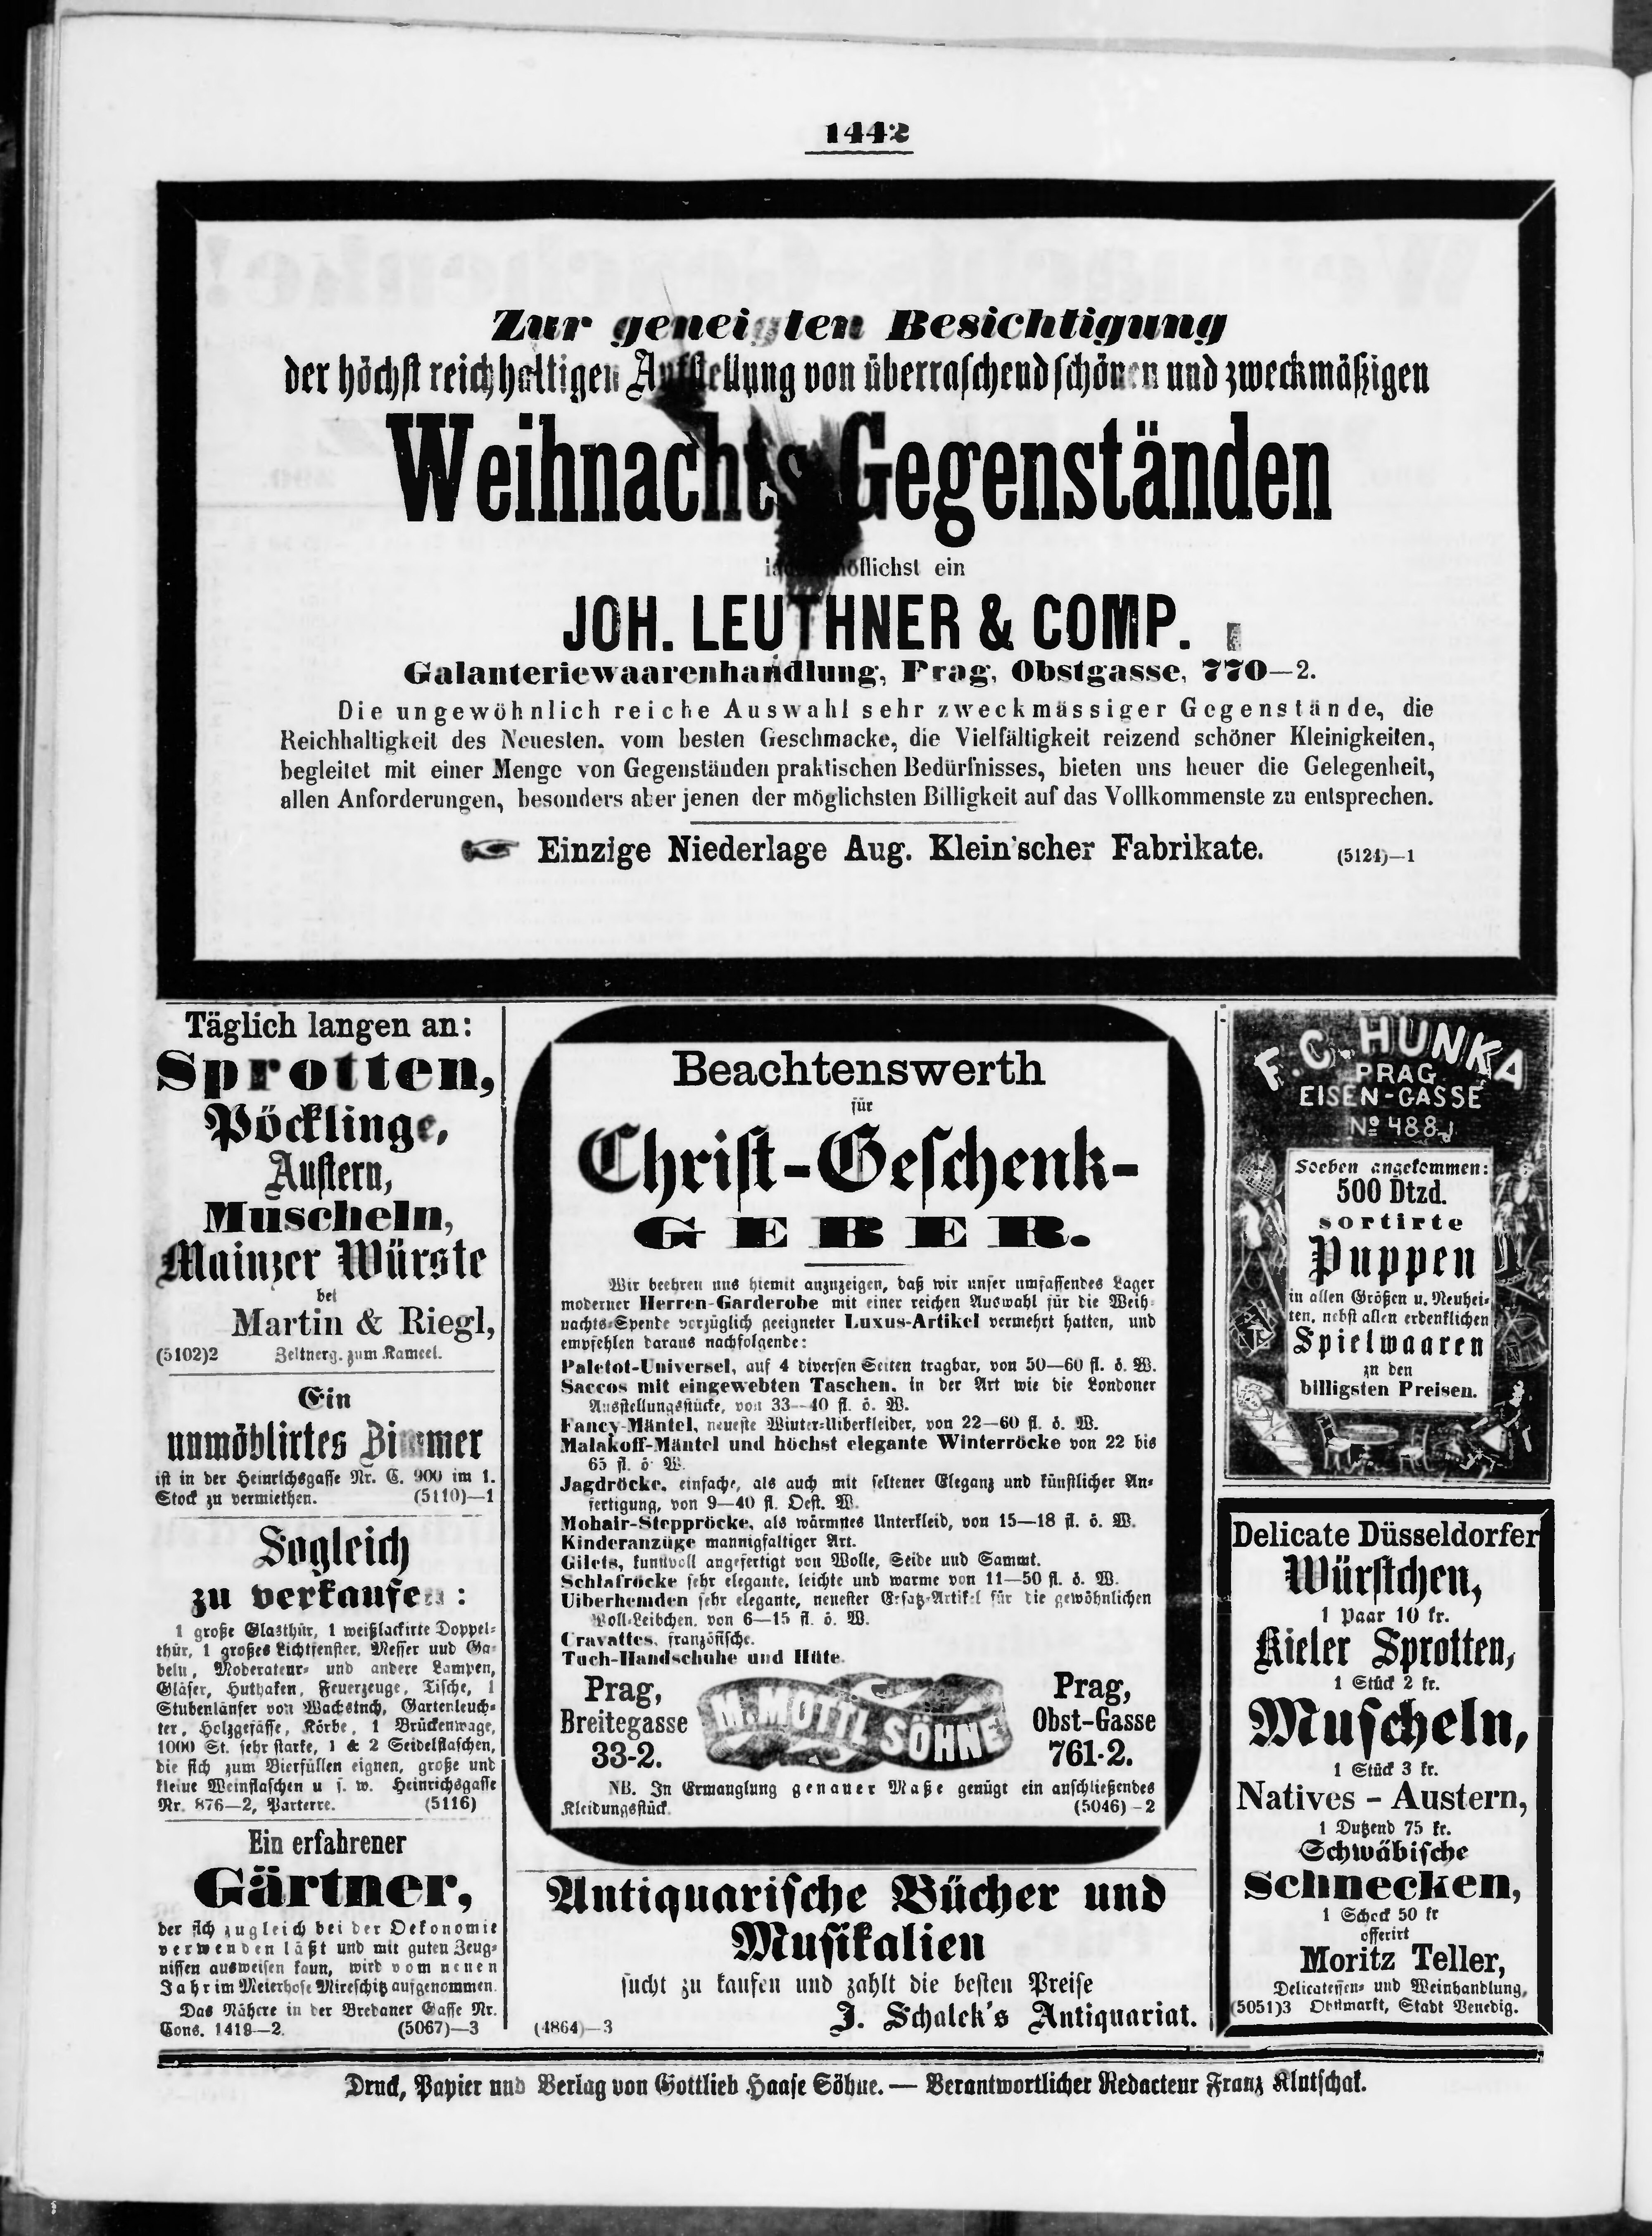 1442
Zur geneigten Besichtigung
der höchst reichhaltigen Aufstellung von überraschend schönen und zweckmäßigen
Weihnachts Gegenständen
höflichst ein
JOH. LEUTHNER & COMP.
Galanteriewaarenhandlung, Prag, Obstgasse, 770—2.
Die ungewöhnlich reiche Auswahl sehr zweckmässiger Gegenstände, die
Reichhaltigkeit des Neuesten. vom besten Geschmacke, die Vielfältigkeit reizend schöner Kleinigkeiten,
begleitet mit einer Menge von Gegenständen praktischen Bedürfnisses, bieten uns heuer die Gelegenheit,
allen Anforderungen, besonders aber jenen der möglichsten Billigkeit auf das Vollkommenste zu entsprechen.
Einzige Niederlage Aug. Klein'scher Fabrikate. (5124)—1
Täglich langen an:
Sprotten,
Pöcklinge,
Austern,
Muscheln,
Mainzer Würste
bei
Martin & Riegl,
(5102)2 Zeltnerg. zum Kameel.
Ein
unmöblirtes Zimmer
ist in der Heinrichsgasse Nr. C. 900 im 1.
Stock zu vermiethen. (5110)—1
Sogleich
zu verkaufen:
1 große Glasthür, 1 weißlackirte Doppel-
thür, 1 großes Lichtfenster, Messer und Ga-
beln, Moderateur- und andere Lampen,
Gläser, Huthaken, Feuerzeuge, Tische, 1
Stubenläufer von Wachstuch, Gartenleuch-
ter, Holzgefässe, Körbe, 1 Brückenwage,
1000 St. sehr starke, 1 & 2 Seidelflaschen,
die sich zum Bierfüllen eignen, große und
kleine Weinflaschen u s. w. Heinrichsgasse
Nr. 876—2, Parterre. (5116)
Ein erfahrener
Gärtner,
der sich zugleich bei der Oekonomie
verwenden läßt und mit guten Zeug-
nissen ausweisen kann, wird vom neuen
Jahr im Meierhofe Mireschitz aufgenommen.
Das Nähere in der Bredauer Gasse Nr.
Cons. 1419—2. (5067)—3
Beachtenswerth
für
Christ-Geschenk-
GEBER.
Wir beehren uns hiemit anzuzeigen, daß wir unser umfassendes Lager
moderner Herren-Garderobe mit einer reichen Auswahl für die Weih-
nachts-Spende vorzüglich geeigneter Luxus-Artikel vermehrt hatten, und
empfehlen daraus nachfolgende:
Paletot-Universel, auf 4 diversen Seiten tragbar, von 50—60 fl. ö. W.
Saccos mit eingewebten Taschen, in der Art wie die Londoner
Ausstellungsstücke, von 33—40 fl. ö. W.
Fancy-Mäntel, neueste Winter-Uiberkleider, von 22—60 fl. ö. W.
Malakoff-Mäntel und höchst elegante Winterröcke von 22 bis
65 fl. ö W.
Jagdröcke, einfache, als auch mit seltener Eleganz und künstlicher An-
fertigung, von 9—40 fl. Oest. W.
Mohair-Steppröcke, als wärmstes Unterkleid, von 15—18 fl. ö. W.
Kinderanzüge mannigfaltiger Art.
Gilets, kunstvoll angefertigt von Wolle, Seide und Sammt.
Schlafröcke sehr elegante, leichte und warme von 11—50 fl. ö. W.
Uiberhemden sehr elegante, neuester Ersatz-Artikel für die gewöhnlichen
Woll-Leibchen, von 6—15 fl. ö. W.
Cravattes, französische.
Tuch-Handschuhe und Hüte.
Prag,
Breitegasse
33-2.
M. MOTTL SÖHNE
Prag,
Obst-Gasse
761-2.
NB. In Ermanglung genauer Maße genügt ein anschließendes
Kleidungsstück. (5046)—2
Antiquarische Bücher und
Musikalien
sucht zu kaufen und zahlt die besten Preise
(4864)—3 J. Schalek's Antiquariat.
F. C. HUNKA
PRAG
EISEN-GASSE
No 488
Soeben angekommen:
500 Dtzd.
sortirte
Puppen
in allen Größen u. Neuhei-
ten, nebst allen erdenklichen
Spielwaaren
zu den
billigsten Preisen.
Delicate Düsseldorfer
Würstchen,
1 Paar 10 kr.
Kieler Sprotten,
1 Stück 2 kr.
Muscheln,
1 Stück 3 kr.
Natives - Austern,
1 Dutzend 75 kr.
Schwäbische
Schnecken,
1 Schock 50 kr
offerirt
Moritz Teller,
Delicatessen- und Weinhandlung,
(5051)3 Obstmarkt, Stadt Venedig.
Druck, Papier und Verlag von Gottlieb Haase Söhne. — Verantwortlicher Redacteur Franz Klutschak.